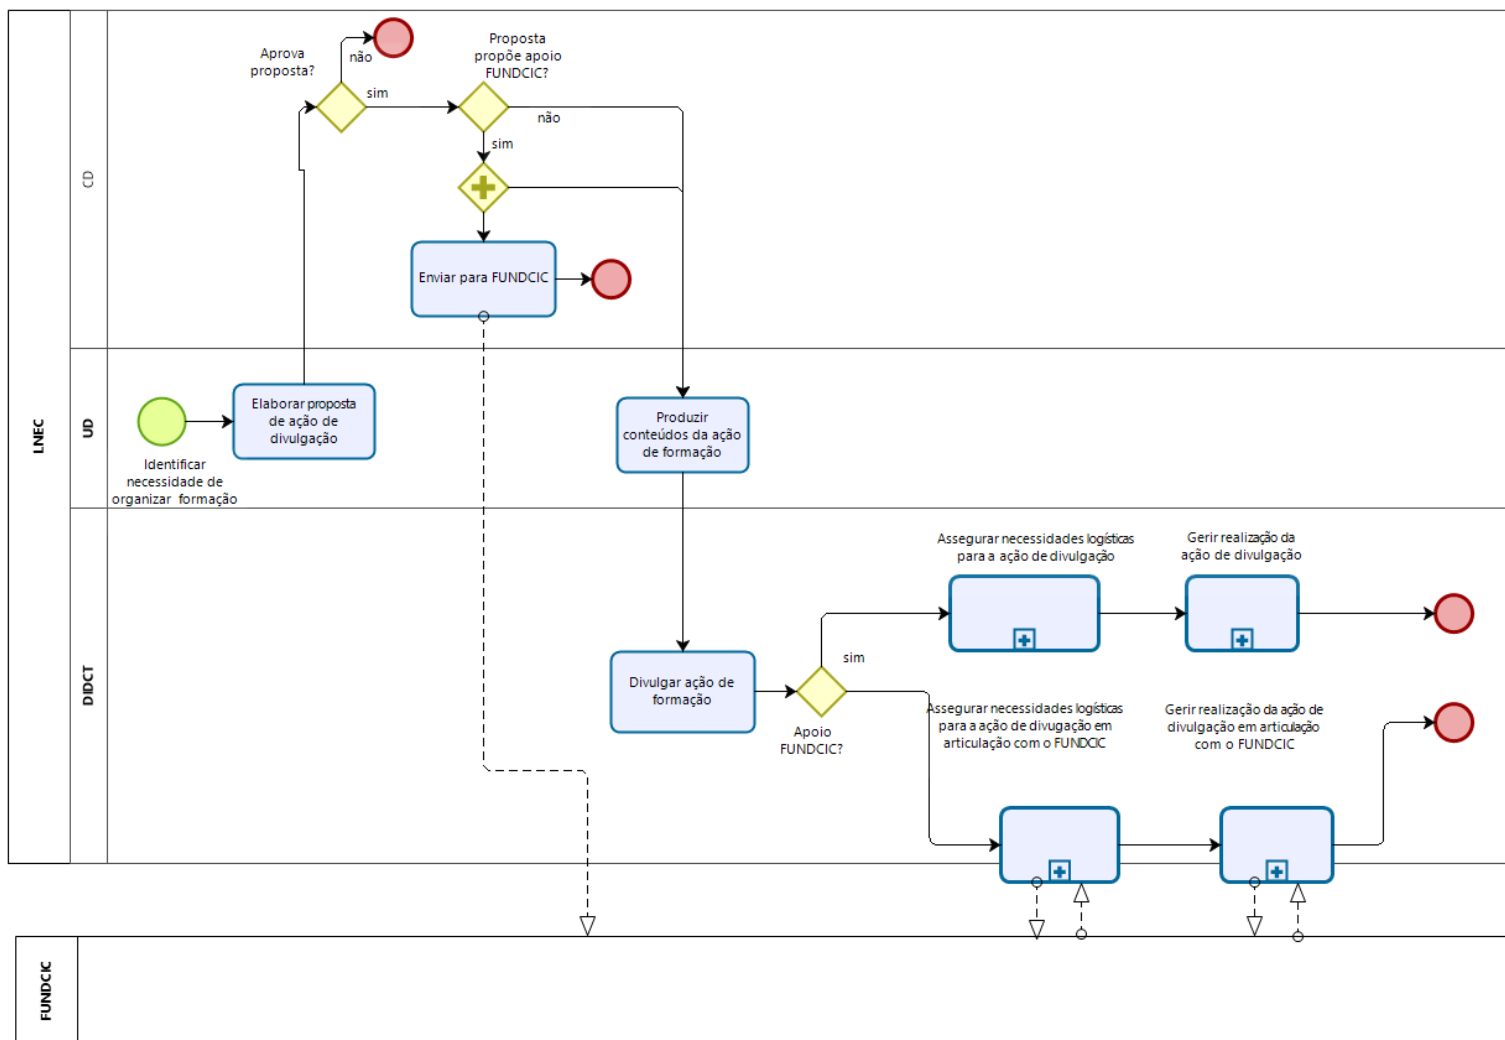 LNEC
CD
Aprova
proposta?
não
sim
Proposta
propõe apoio
FUNDCIC?
não
sim
Enviar para FUNDCIC
UD
Identificar
necessidade de
organizar formação
Elaborar proposta
de ação de
divulgação
Produzir
conteúdos da ação
de formação
DIDCT
Divulgar ação de
formação
Apoio
FUNDCIC?
sim
Assegurar necessidades logísticas
para a ação de divulgação
Gerir realização da
ação de divulgação
Assegurar necessidades logísticas
para a ação de divugação em
articulação com o FUNDCIC
Gerir realização da ação de
divulgação em articulação
com o FUNDCIC
FUNDCIC